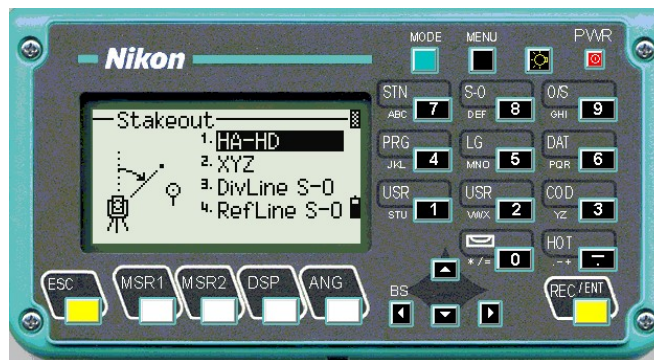 MODE MENU PWR
Nikon
Stakeout
1. HA-HD
2. XYZ
3. DivLine S-O
4. RefLine S-O
STN ABC 7
S-O DEF 8
O/S GHI 9
PRG JKL 4
LG MNO 5
DAT PQR 6
USR STU 1
USR VWX 2
COD YZ 3
*/= 0
HOT -+ .
ESC MSR1 MSR2 DSP ANG BS REC/ENT